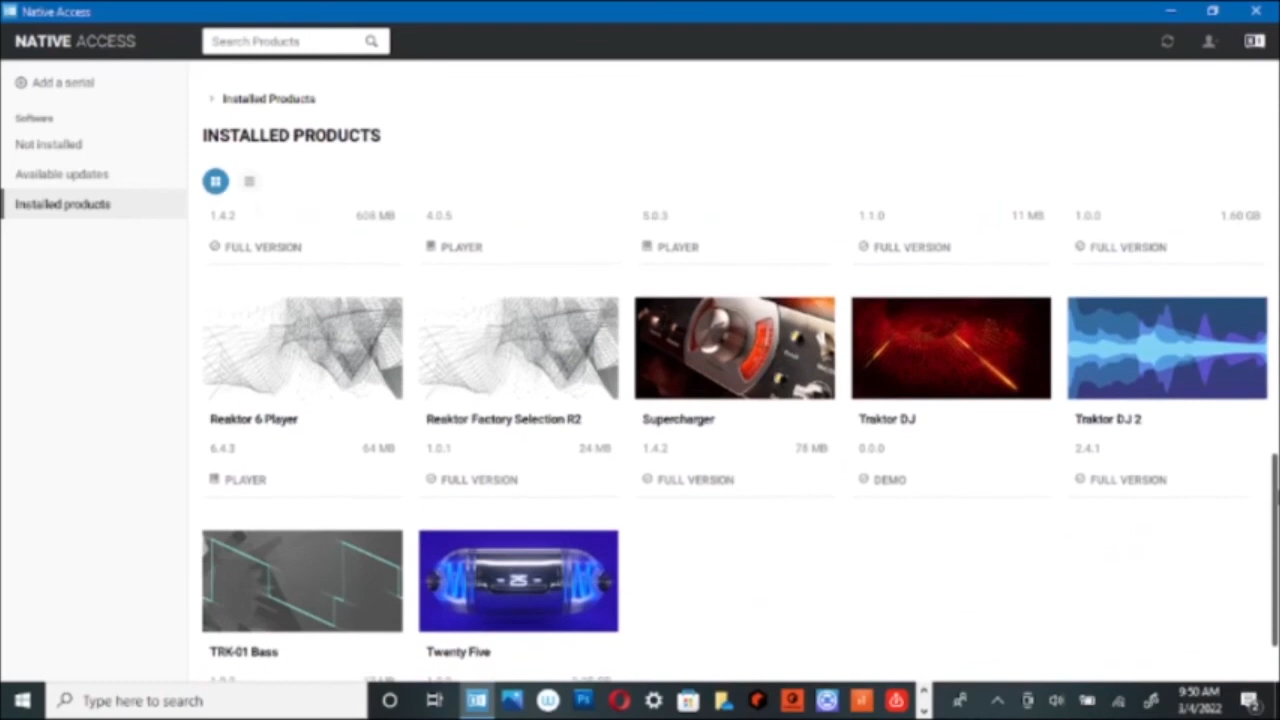 Native Access
NATIVE ACCESS
Search Products
Add a serial
Software
Not installed
Available updates
Installed products
Installed Products
INSTALLED PRODUCTS
1.4.2 608 MB 4.0.5 5.0.3 1.1.0 11 MB 1.0.0 1.60 GB
FULL VERSION PLAYER PLAYER FULL VERSION FULL VERSION
Reaktor 6 Player Reaktor Factory Selection R2 Supercharger Traktor DJ Traktor DJ 2
6.4.3 64 MB 1.0.1 24 MB 1.4.2 78 MB 0.0.0 2.4.1
PLAYER FULL VERSION FULL VERSION DEMO FULL VERSION
25
TRK-01 Bass Twenty Five
Type here to search
Ps
9:50 AM
3/4/2022
2